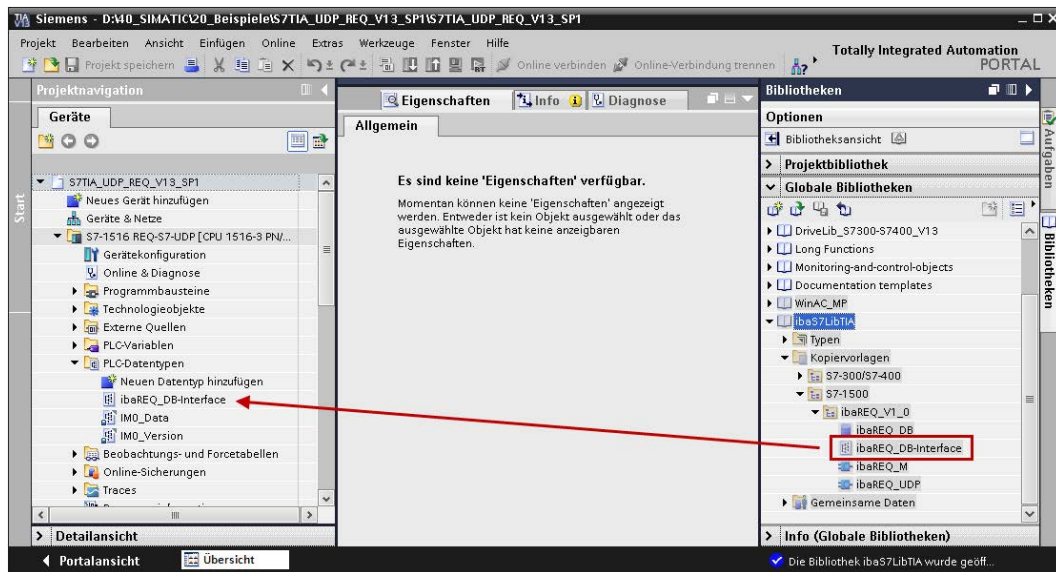 Siemens - D:\40_SIMATIC\20_Beispiele\S7TIA_UDP_REQ_V13_SP1\S7TIA_UDP_REQ_V13_SP1
Projekt Bearbeiten Ansicht Einfügen Online Extras Werkzeuge Fenster Hilfe
Totally Integrated Automation
PORTAL
Projekt speichern Online verbinden Online-Verbindung trennen
Projektnavigation
Geräte
Start
S7TIA_UDP_REQ_V13_SP1
Neues Gerät hinzufügen
Geräte & Netze
S7-1516 REQ-S7-UDP [CPU 1516-3 PN/...
Gerätekonfiguration
Online & Diagnose
Programmbausteine
Technologieobjekte
Externe Quellen
PLC-Variablen
PLC-Datentypen
Neuen Datentyp hinzufügen
ibaREQ_DB-Interface
IM0_Data
IM0_Version
Beobachtungs- und Forcetabellen
Online-Sicherungen
Traces
Detailansicht
Eigenschaften Info Diagnose
Allgemein
Es sind keine 'Eigenschaften' verfügbar.
Momentan können keine 'Eigenschaften' angezeigt
werden. Entweder ist kein Objekt ausgewählt oder das
ausgewählte Objekt hat keine anzeigbaren
Eigenschaften.
Bibliotheken
Optionen
Bibliotheksansicht
Projektbibliothek
Globale Bibliotheken
DriveLib_S7300-S7400_V13
Long Functions
Monitoring-and-control-objects
Documentation templates
WinAC_MP
ibaS7LibTIA
Typen
Kopiervorlagen
S7-300/S7-400
S7-1500
ibaREQ_V1_0
ibaREQ_DB
ibaREQ_DB-Interface
ibaREQ_M
ibaREQ_UDP
Gemeinsame Daten
Info (Globale Bibliotheken)
Aufgaben
Bibliotheken
Portalansicht Übersicht
Die Bibliothek ibaS7LibTIA wurde geöff...